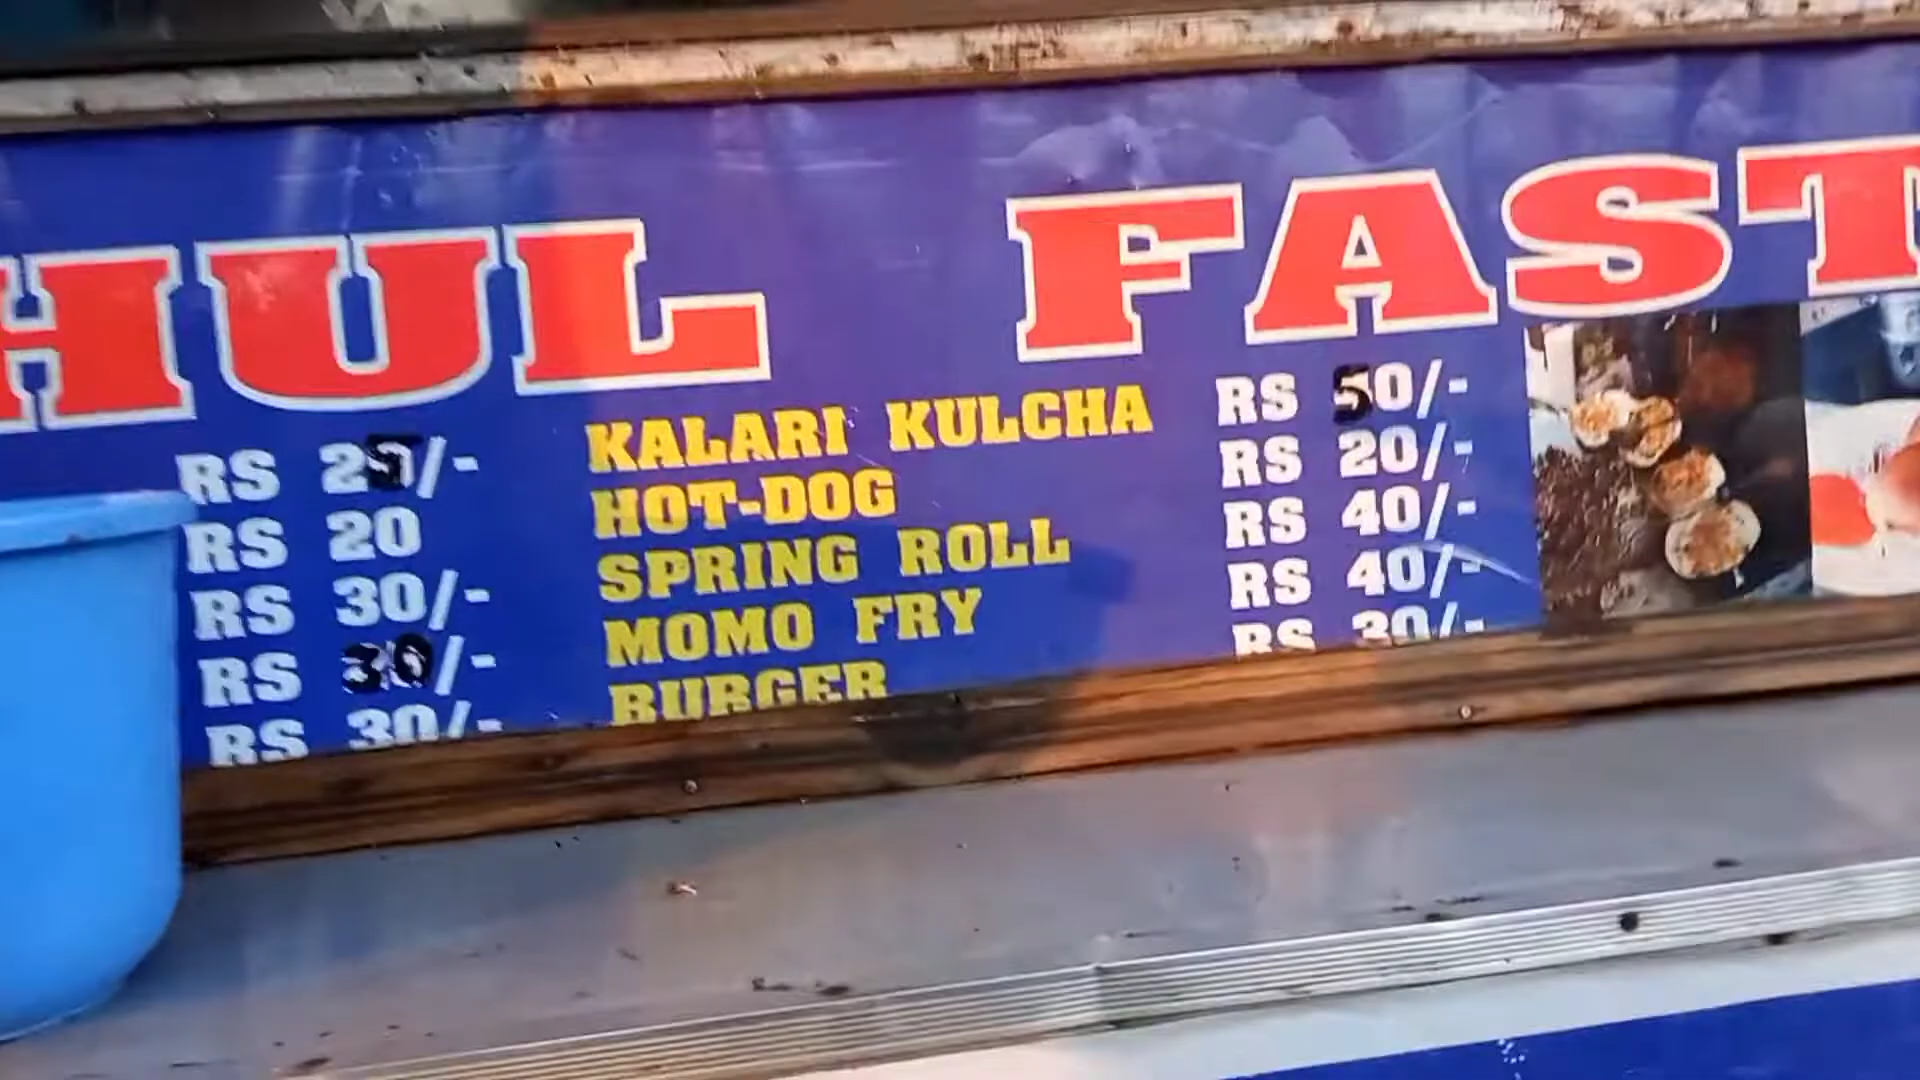 HUL FAST
RS 25/- KALARI KULCHA RS 50/-
RS 20 HOT-DOG RS 20/-
RS 30/- SPRING ROLL RS 40/-
RS 30/- MOMO FRY RS 40/-
RS 30/- BURGER RS 30/-